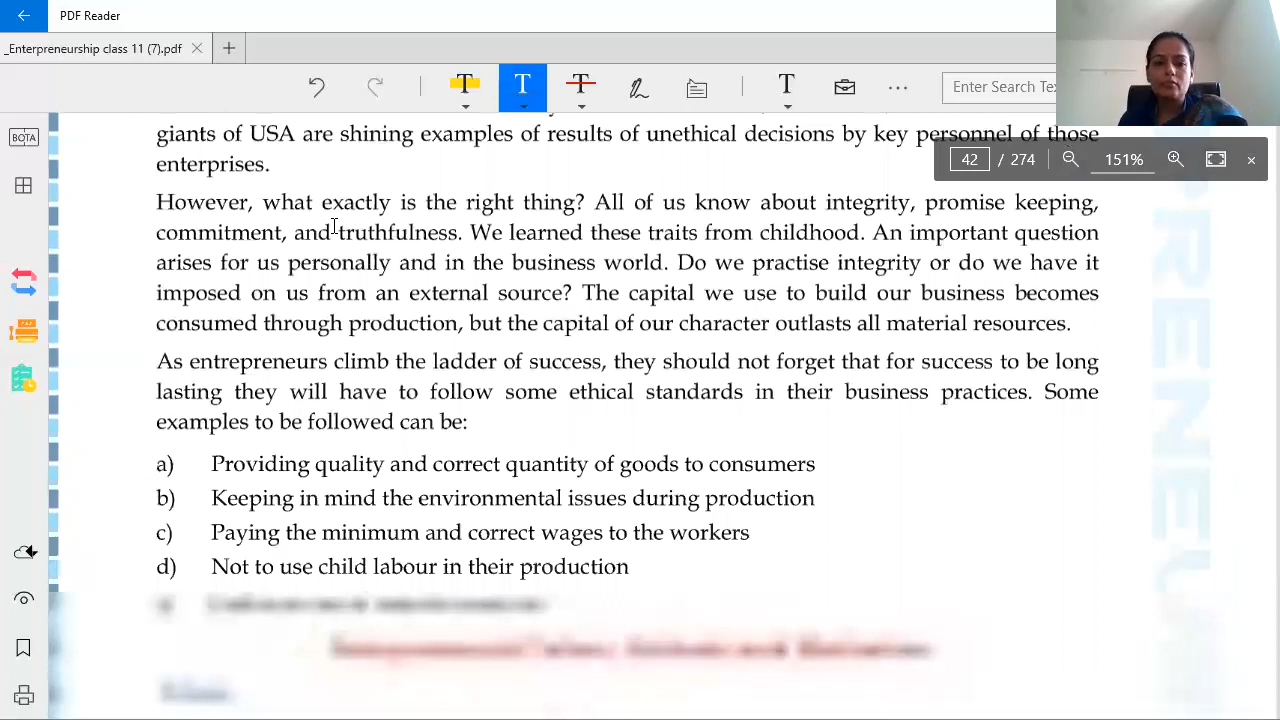 PDF Reader
_Enterpreneurship class 11 (7).pdf
Enter Search Te
BOTA
42 / 274 151%
giants of USA are shining examples of results of unethical decisions by key personnel of those
enterprises.
However, what exactly is the right thing? All of us know about integrity, promise keeping,
commitment, and truthfulness. We learned these traits from childhood. An important question
arises for us personally and in the business world. Do we practise integrity or do we have it
imposed on us from an external source? The capital we use to build our business becomes
consumed through production, but the capital of our character outlasts all material resources.
As entrepreneurs climb the ladder of success, they should not forget that for success to be long
lasting they will have to follow some ethical standards in their business practices. Some
examples to be followed can be:
a) Providing quality and correct quantity of goods to consumers
b) Keeping in mind the environmental issues during production
c) Paying the minimum and correct wages to the workers
d) Not to use child labour in their production